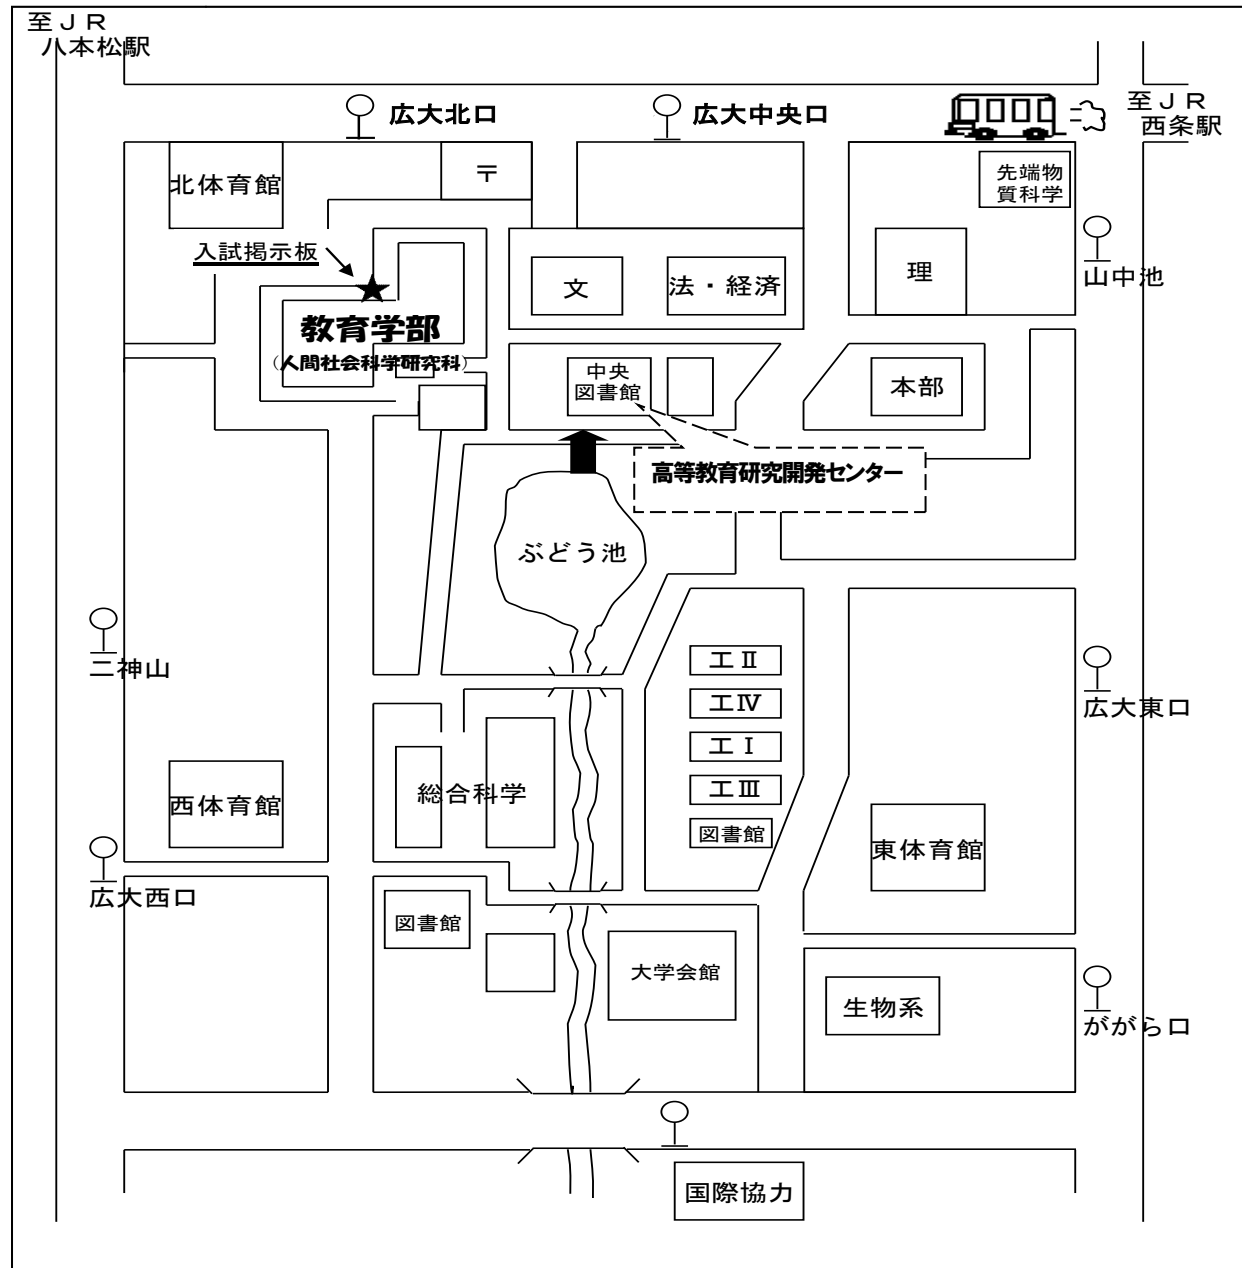 至ＪＲ
八本松駅
広大北口
広大中央口
至ＪＲ
西条駅
北体育館
〒
先端物
質科学
入試掲示板
山中池
文
法・経済
理
教育学部
（人間社会科学研究科）
中央
図書館
本部
高等教育研究開発センター
ぶどう池
二神山
工Ⅱ
工Ⅳ
工Ⅰ
工Ⅲ
図書館
広大東口
西体育館
総合科学
東体育館
広大西口
図書館
大学会館
生物系
ががら口
国際協力